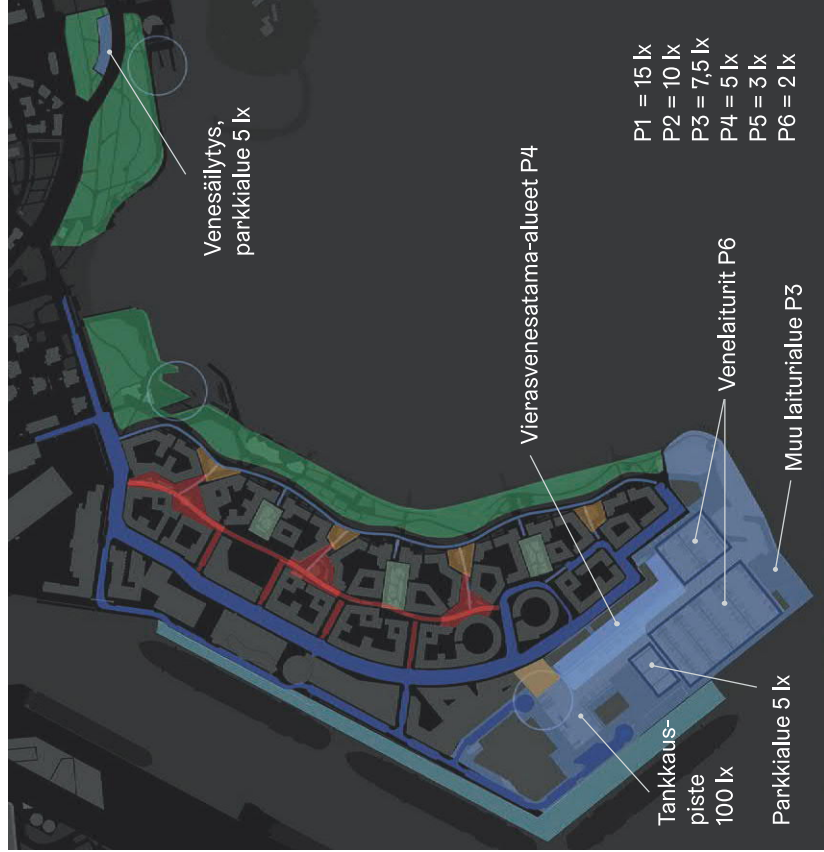 Venesäilytys,
parkkialue 5 lx
Vierasvenesatama-alueet P4
Venelaiturit P6
Muu laiturialue P3
Tankkaus-
piste
100 lx
Parkkialue 5 lx
P1 = 15 lx
P2 = 10 lx
P3 = 7,5 lx
P4 = 5 lx
P5 = 3 lx
P6 = 2 lx